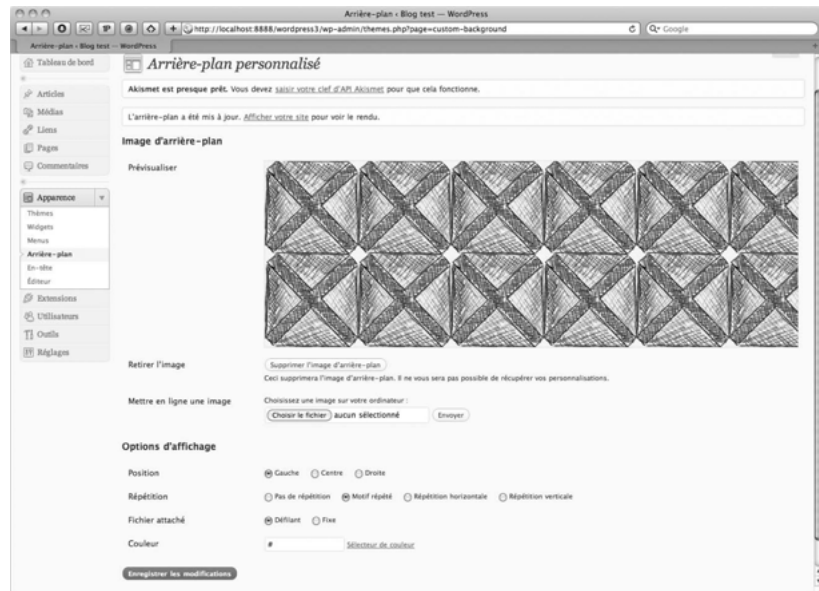 Arrière-plan ‹ Blog test — WordPress
http://localhost:8888/wordpress3/wp-admin/themes.php?page=custom-background
Google
Arrière-plan ‹ Blog test — WordPress
Tableau de bord
Articles
Médias
Liens
Pages
Commentaires
Apparence
Thèmes
Widgets
Menus
Arrière-plan
En-tête
Éditeur
Extensions
Utilisateurs
Outils
Réglages
Arrière-plan personnalisé
Akismet est presque prêt. Vous devez saisir votre clef d'API Akismet pour que cela fonctionne.
L'arrière-plan a été mis à jour. Afficher votre site pour voir le rendu.
Image d'arrière-plan
Prévisualiser
Retirer l'image
Supprimer l'image d'arrière-plan
Ceci supprimera l'image d'arrière-plan. Il ne vous sera pas possible de récupérer vos personnalisations.
Mettre en ligne une image
Choisissez une image sur votre ordinateur :
Choisir le fichier aucun sélectionné Envoyer
Options d'affichage
Position Gauche Centre Droite
Répétition Pas de répétition Motif répété Répétition horizontale Répétition verticale
Fichier attaché Défilant Fixe
Couleur # Sélecteur de couleur
Enregistrer les modifications